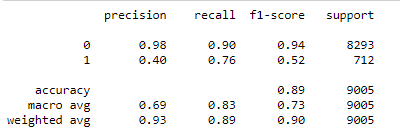 precision recall f1-score support
0 0.98 0.90 0.94 8293
1 0.40 0.76 0.52 712
accuracy 0.89 9005
macro avg 0.69 0.83 0.73 9005
weighted avg 0.93 0.89 0.90 9005